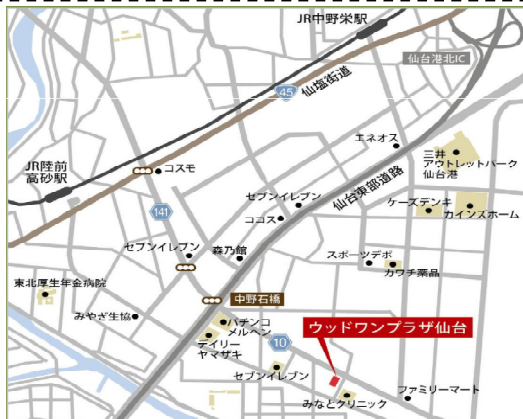 JR中野栄駅
仙台港北IC
仙塩街道
45
エネオス
三井
アウトレットパーク
仙台港
JR陸前
高砂駅
コスモ
仙台東部道路
セブンイレブン
ケーズデンキ
カインズホーム
141
ココス
セブンイレブン
森乃館
スポーツデポ
カワチ薬品
東北厚生年金病院
中野石橋
みやぎ生協
パチンコ
メルヘン
ウッドワンプラザ仙台
デイリー
ヤマザキ
10
セブンイレブン
ファミリーマート
みなとクリニック